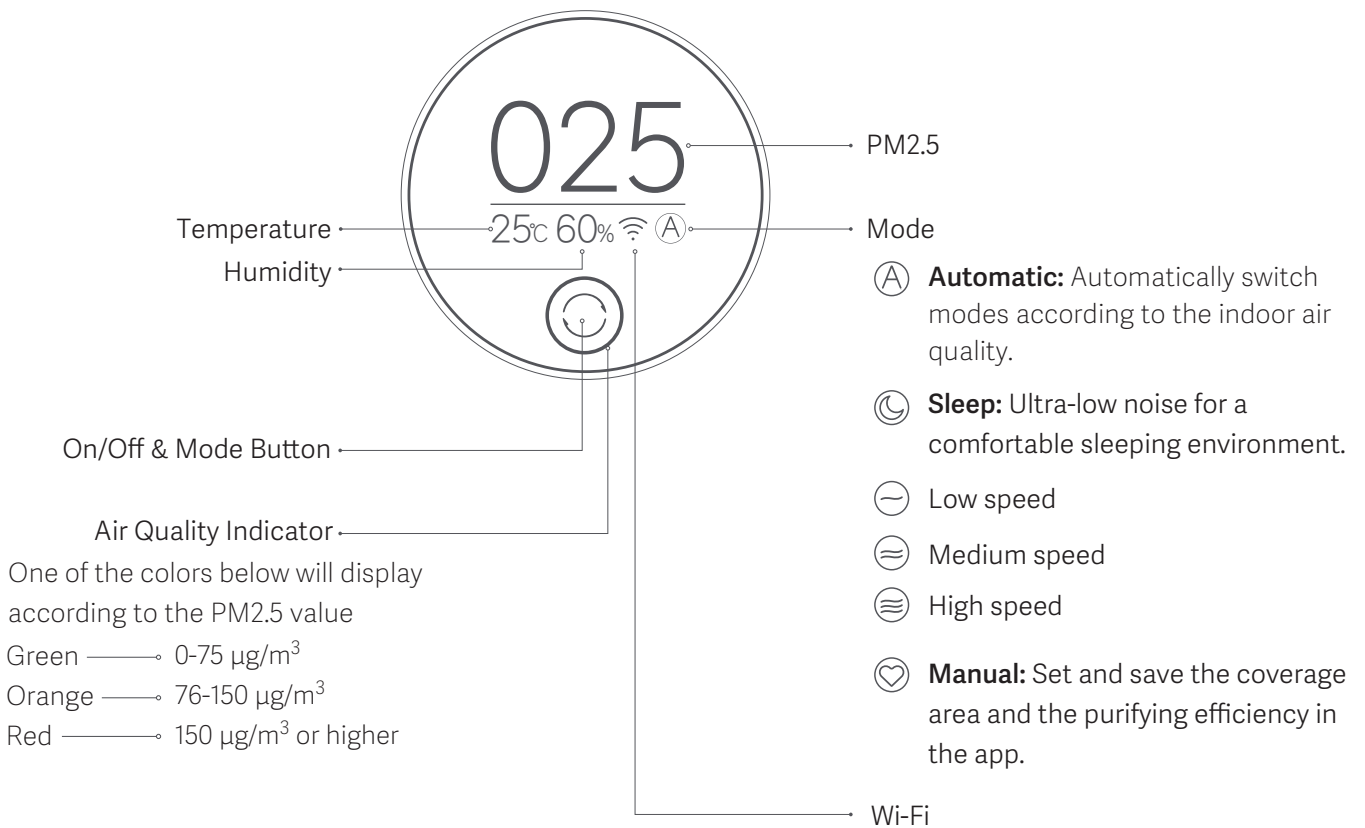 025
PM2.5
25℃ 60% Ⓐ
Temperature
Humidity
On/Off & Mode Button
Air Quality Indicator
One of the colors below will display
according to the PM2.5 value
Green 0-75 μg/m³
Orange 76-150 μg/m³
Red 150 μg/m³ or higher
Mode
Ⓐ Automatic: Automatically switch
modes according to the indoor air
quality.
Sleep: Ultra-low noise for a
comfortable sleeping environment.
Low speed
Medium speed
High speed
Manual: Set and save the coverage
area and the purifying efficiency in
the app.
Wi-Fi